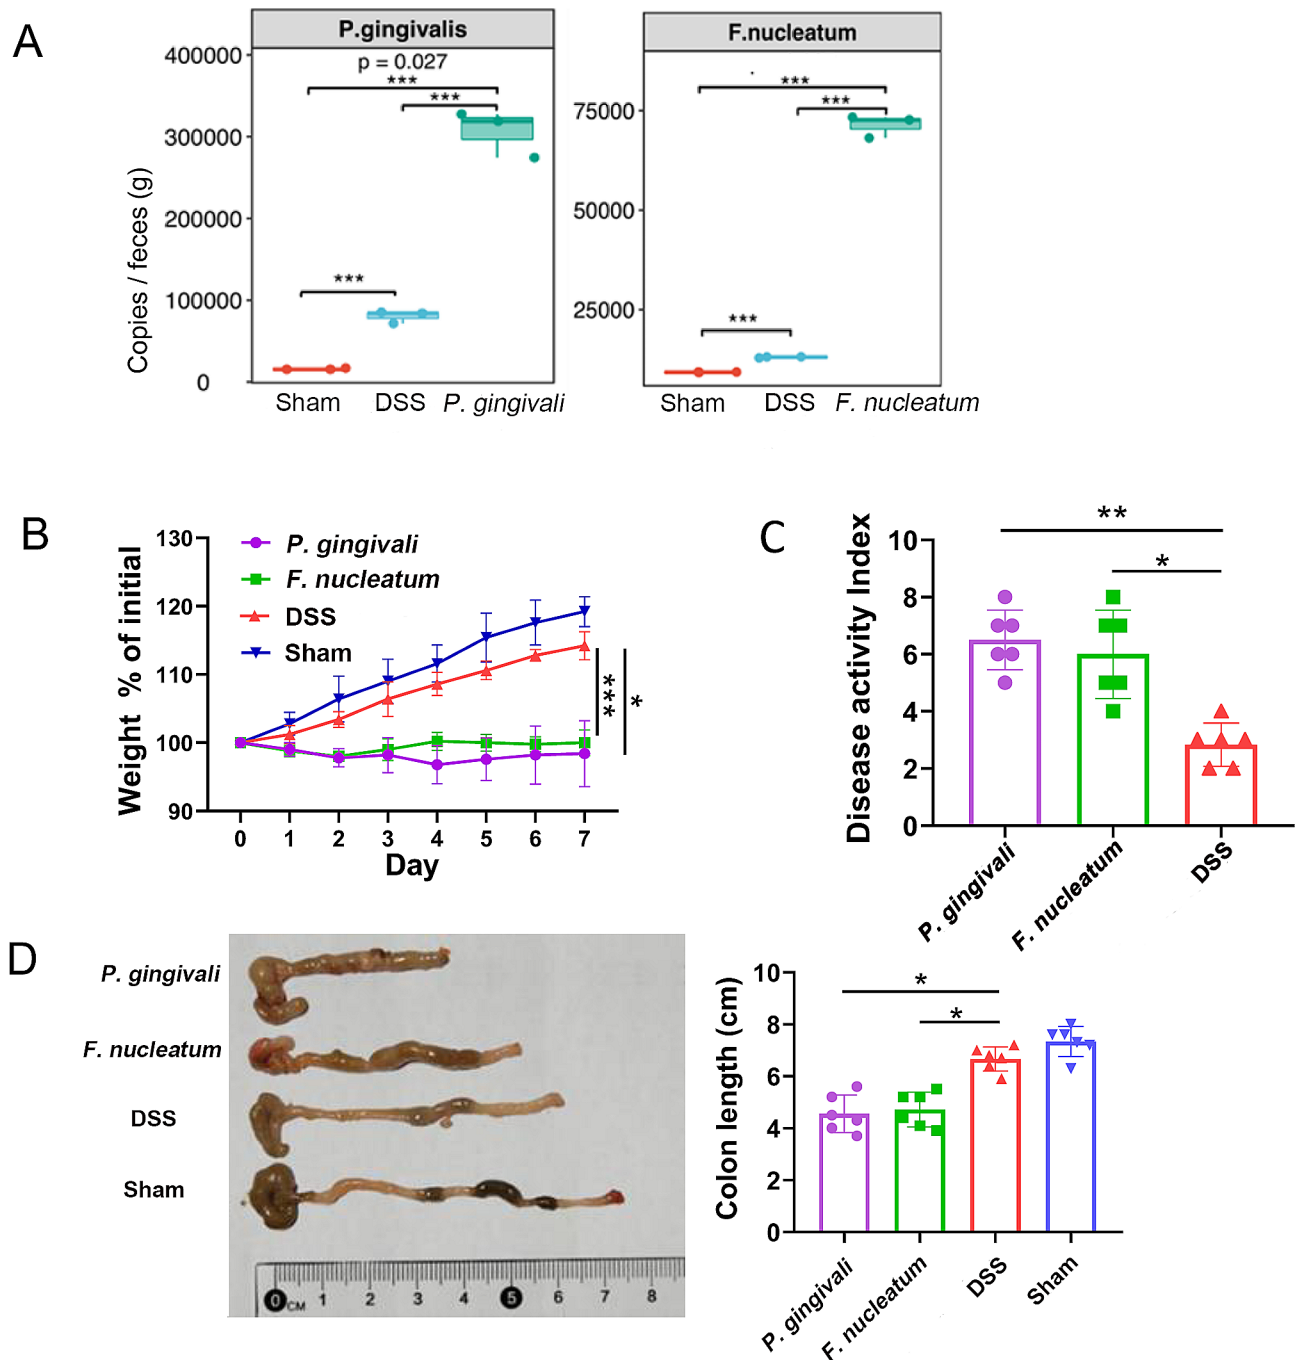 A
P.gingivalis
F.nucleatum
Copies / feces (g)
400000
300000
200000
100000
0
p = 0.027
***
***
***
Sham
DSS
P. gingivali
75000
50000
25000
***
***
***
Sham
DSS
F. nucleatum
B
Weight % of initial
130
120
110
100
90
P. gingivali
F. nucleatum
DSS
Sham
***
*
0 1 2 3 4 5 6 7
Day
C
Disease activity Index
10
8
6
4
2
0
**
*
P. gingivali
F. nucleatum
DSS
D
P. gingivali
F. nucleatum
DSS
Sham
0 CM 1 2 3 4 5 6 7 8
Colon length (cm)
10
8
6
4
2
0
*
*
P. gingivali
F. nucleatum
DSS
Sham